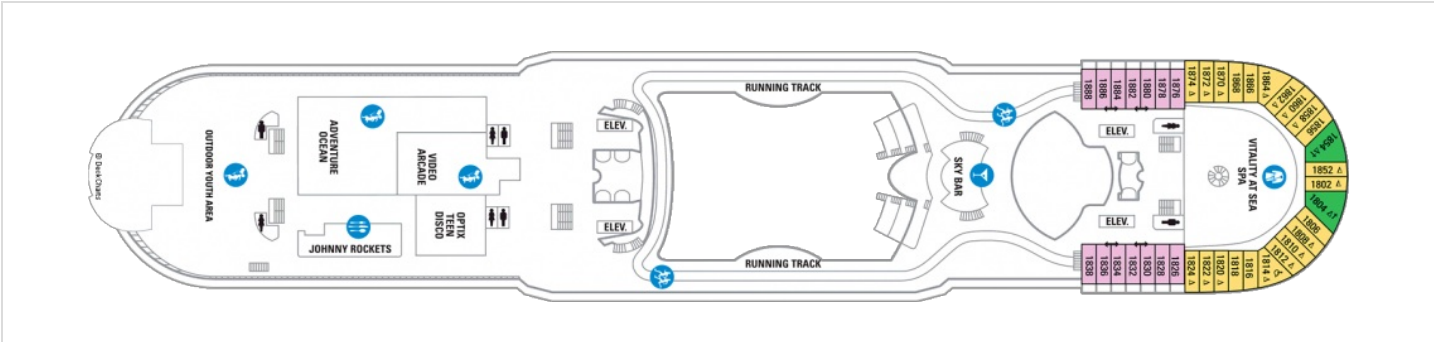 © DeckCharts
OUTDOOR YOUTH AREA
ADVENTURE
OCEAN
VIDEO
ARCADE
OPTIX
TEEN
DISCO
JOHNNY ROCKETS
ELEV.
ELEV.
RUNNING TRACK
RUNNING TRACK
SKY BAR
ELEV.
ELEV.
VITALITY AT SEA
SPA
1888
1886
1884
1882
1880
1878
1876
1874
1872
1870
1868
1866
1864
1862
1860
1858
1856
1854
1852
1802
1804
1806
1808
1810
1812
1814
1816
1818
1820
1822
1824
1826
1828
1830
1832
1834
1836
1838